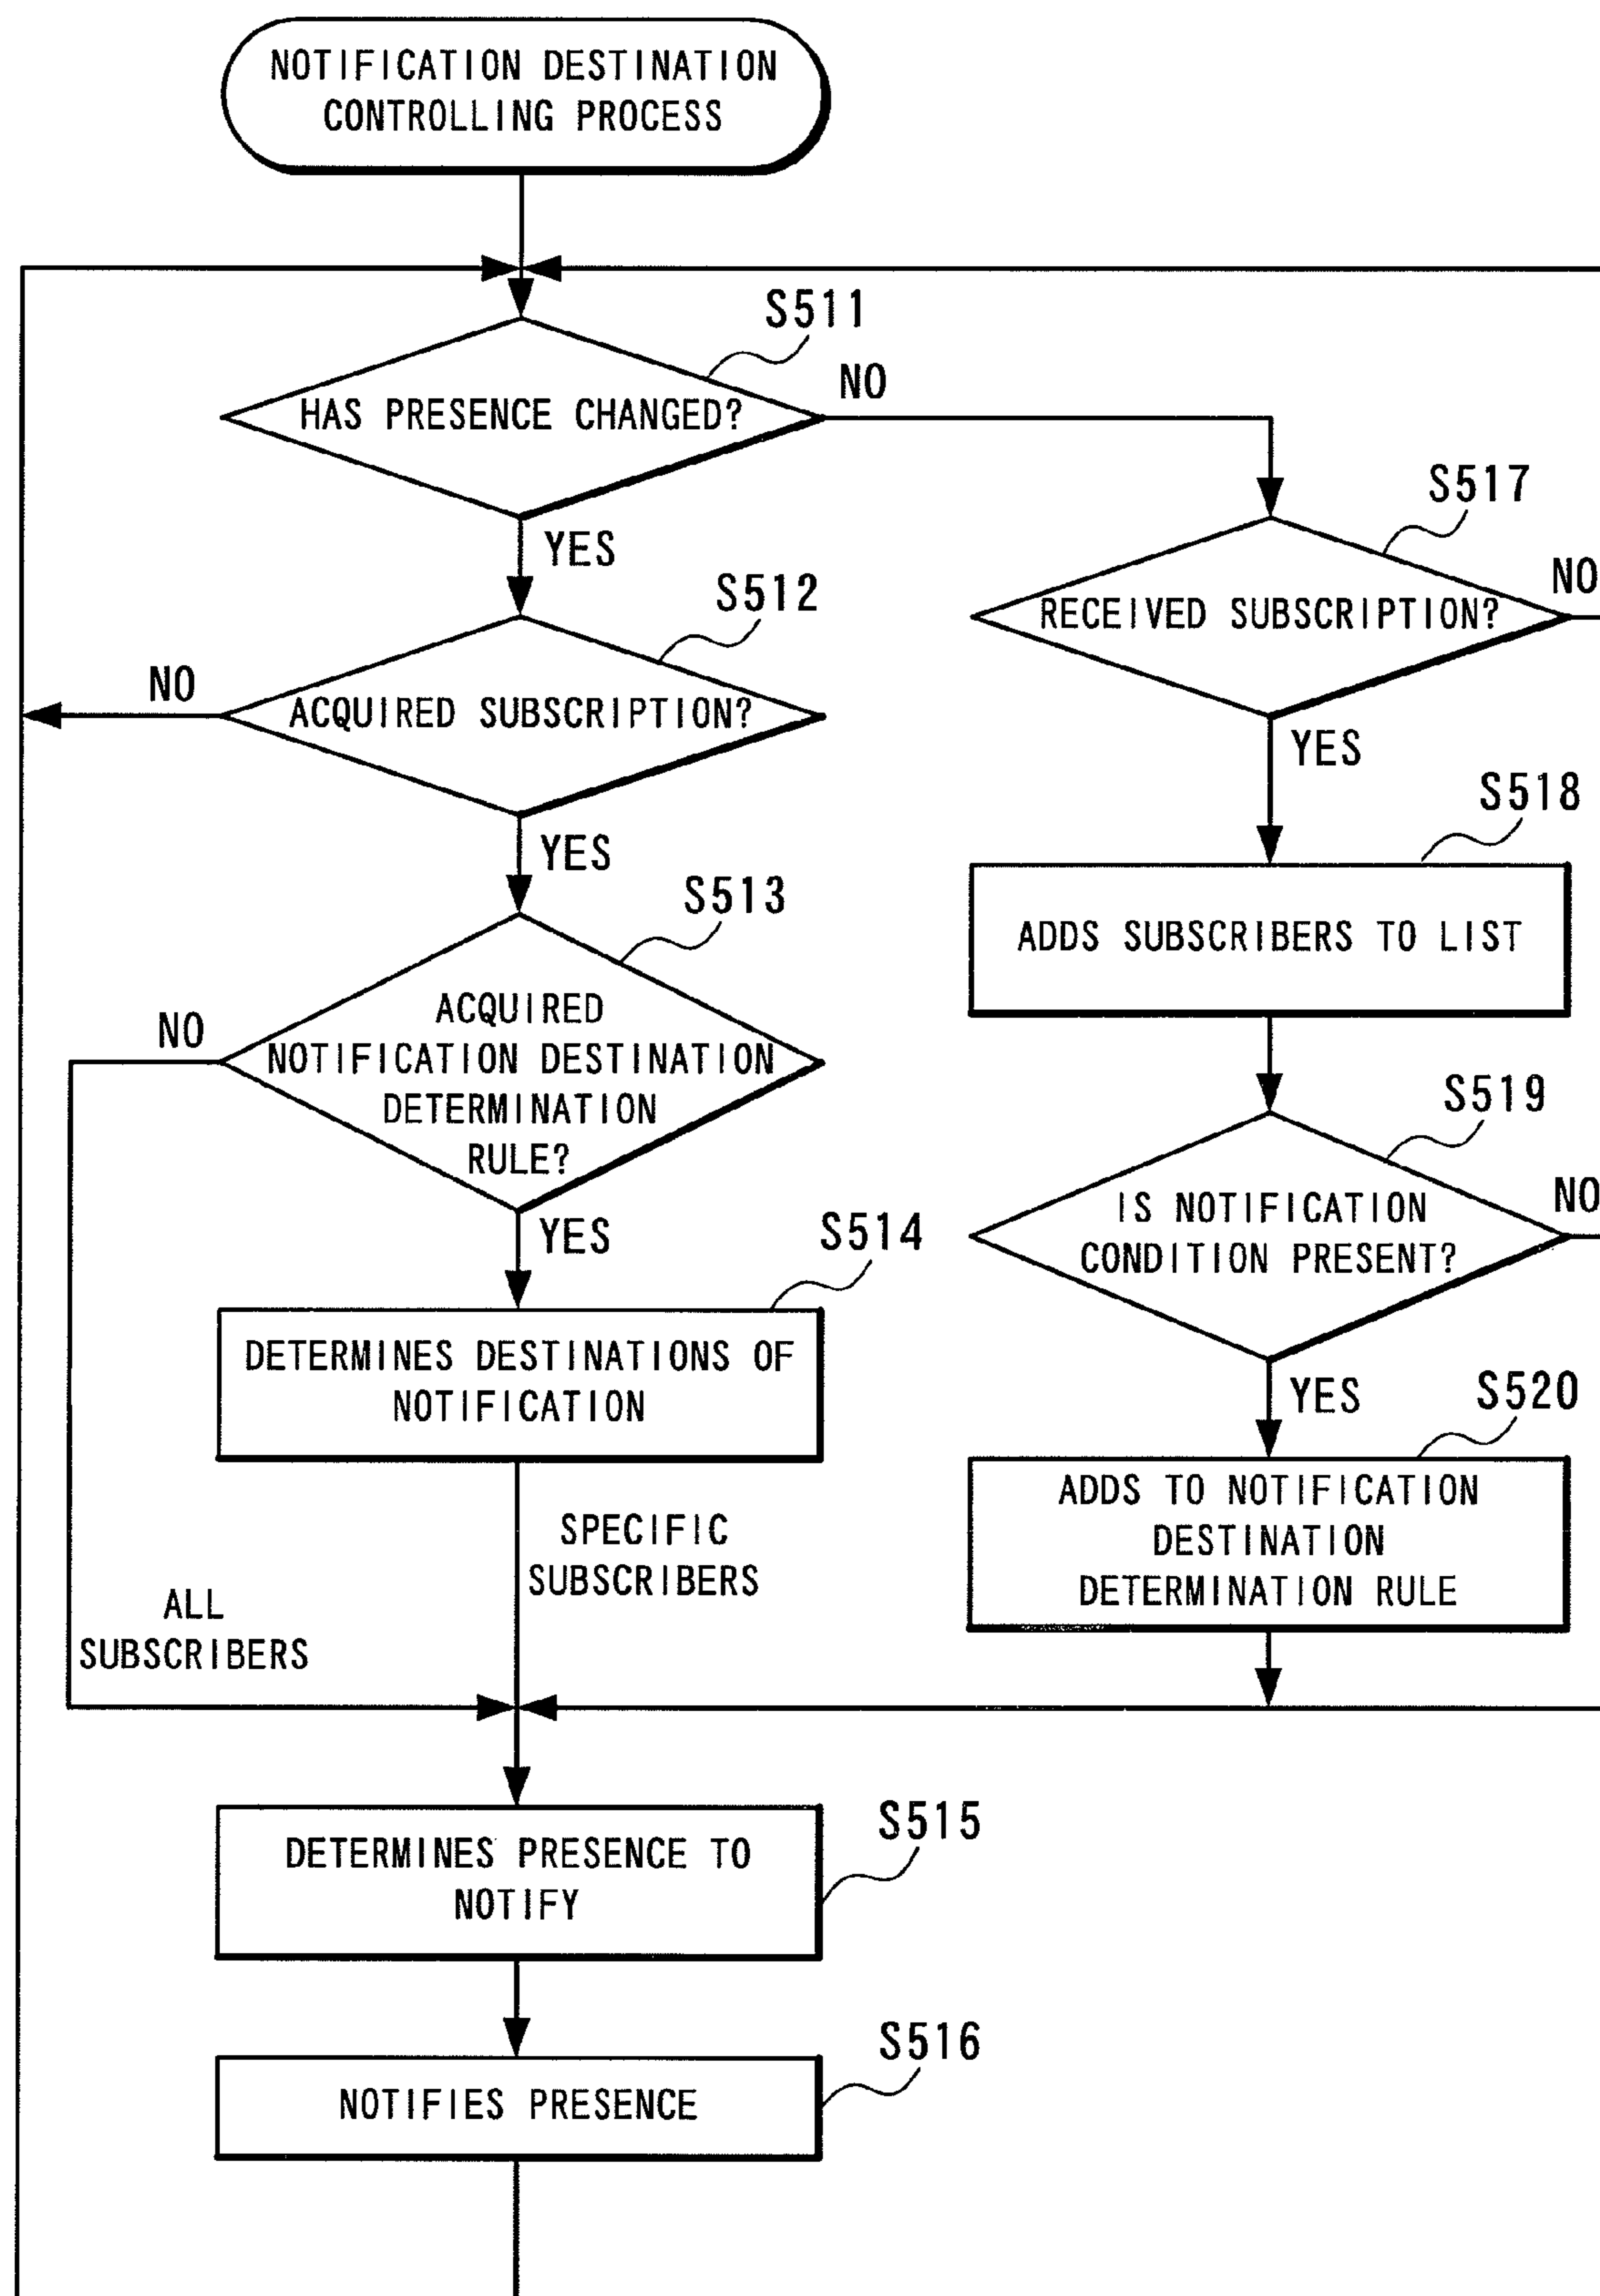 NOTIFICATION DESTINATION
CONTROLLING PROCESS
S511
HAS PRESENCE CHANGED?
NO
YES
S512
ACQUIRED SUBSCRIPTION?
NO
YES
S513
ACQUIRED
NOTIFICATION DESTINATION
DETERMINATION
RULE?
NO
YES
S514
DETERMINES DESTINATIONS OF
NOTIFICATION
SPECIFIC
SUBSCRIBERS
ALL
SUBSCRIBERS
S515
DETERMINES PRESENCE TO
NOTIFY
S516
NOTIFIES PRESENCE
S517
RECEIVED SUBSCRIPTION?
NO
YES
S518
ADDS SUBSCRIBERS TO LIST
S519
IS NOTIFICATION
CONDITION PRESENT?
NO
YES
S520
ADDS TO NOTIFICATION
DESTINATION
DETERMINATION RULE